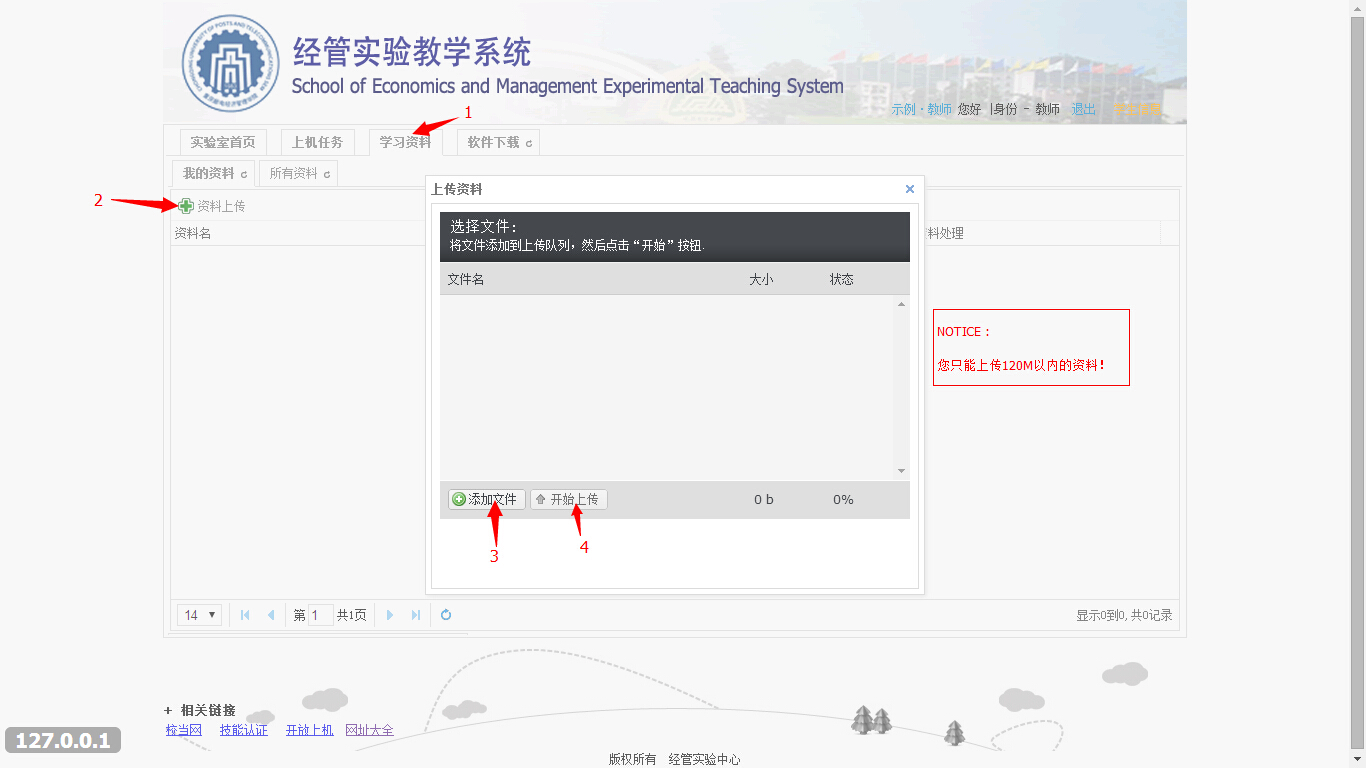 经管实验教学系统
School of Economics and Management Experimental Teaching System
示例·教师 您好 |身份 - 教师 退出
1
实验室首页 上机任务 学习资料 软件下载
我的资料 所有资料
上传资料
2
资料上传
选择文件：
将文件添加到上传队列，然后点击“开始”按钮.
资料名
料处理
文件名 大小 状态
NOTICE：
您只能上传120M以内的资料！
添加文件 开始上传 0 b 0%
3
4
14 第 1 共1页
显示0到0, 共0记录
+ 相关链接
技能认证 开放上机 网址大全
127.0.0.1
版权所有 经管实验中心